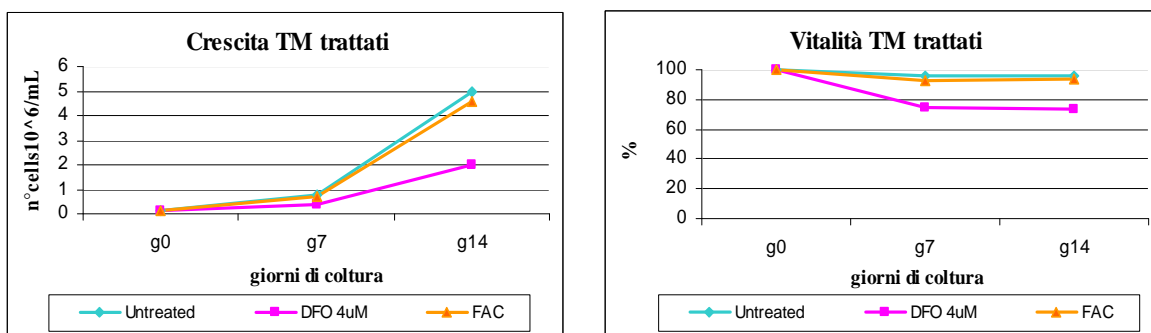 Crescita TM trattati
n°cells10^6/mL
6
5
4
3
2
1
0
g0 g7 g14
giorni di coltura
Untreated DFO 4uM FAC
Vitalità TM trattati
%
100
80
60
40
20
0
g0 g7 g14
giorni di coltura
Untreated DFO 4uM FAC